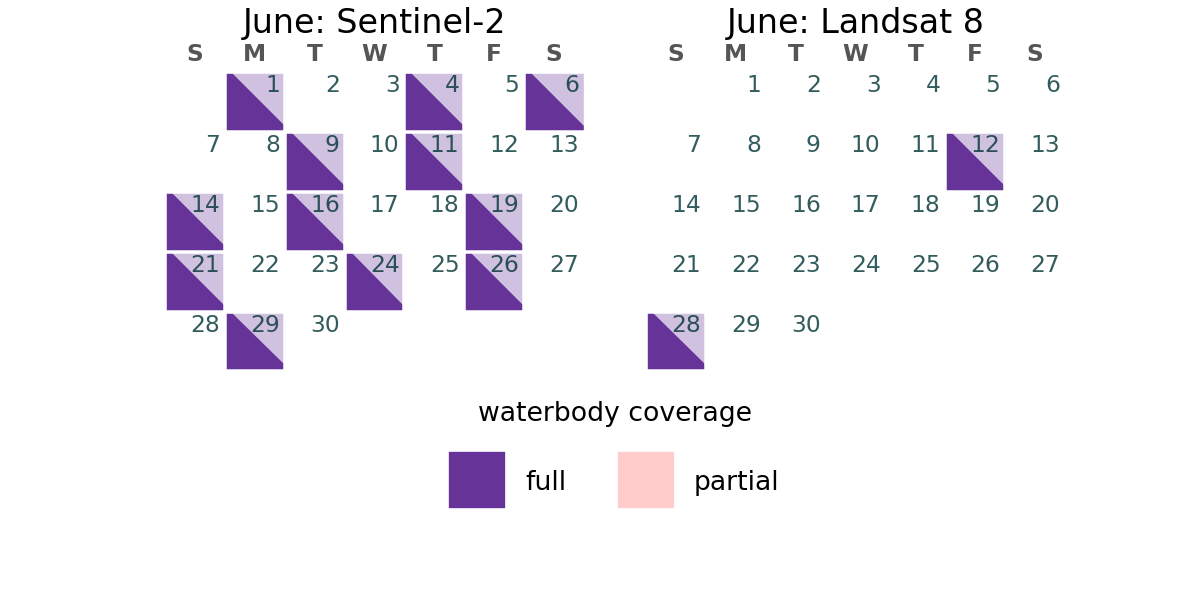 June: Sentinel-2
S M T W T F S
1 2 3 4 5 6
7 8 9 10 11 12 13
14 15 16 17 18 19 20
21 22 23 24 25 26 27
28 29 30
June: Landsat 8
S M T W T F S
1 2 3 4 5 6
7 8 9 10 11 12 13
14 15 16 17 18 19 20
21 22 23 24 25 26 27
28 29 30
waterbody coverage
full partial